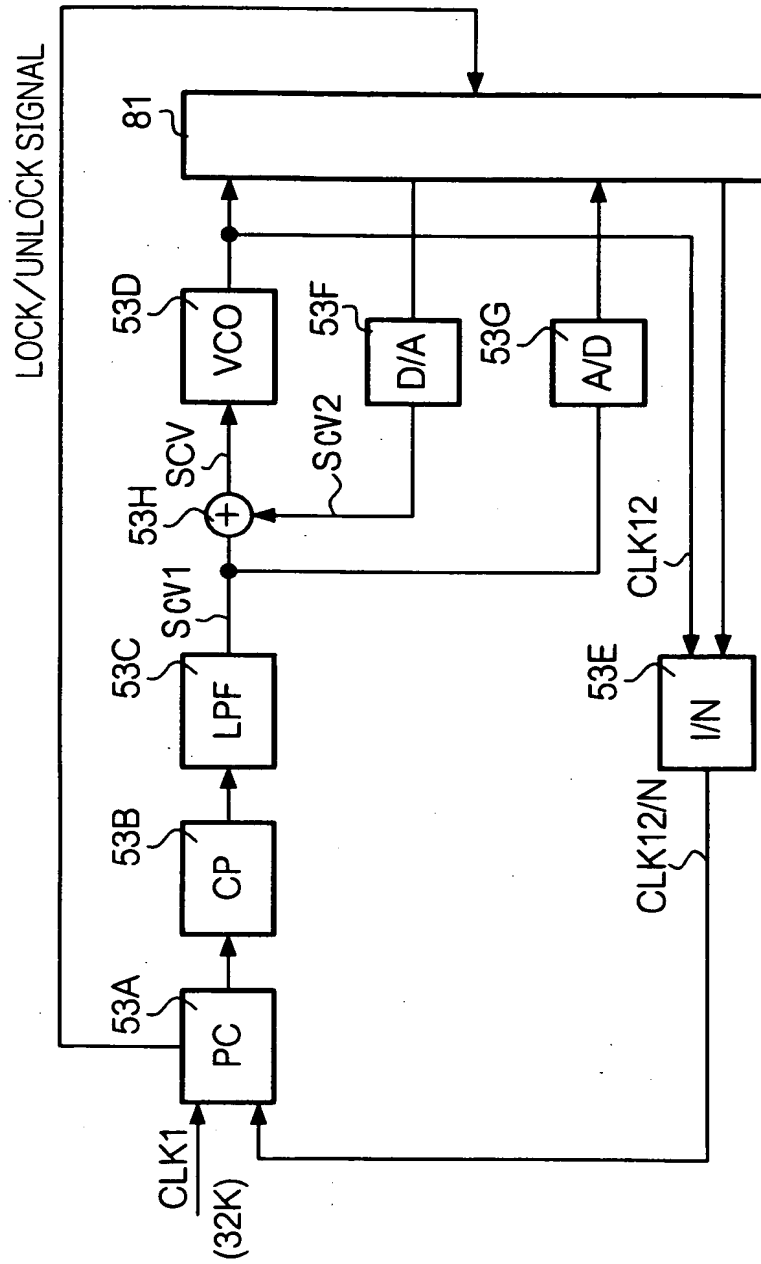 LOCK/UNLOCK SIGNAL
CLK1
(32K)
53A
PC
53B
CP
53C
LPF
SCV1
53H
+
SCV
53D
VCO
81
SCV2
53F
D/A
53G
A/D
CLK12
53E
I/N
CLK12/N